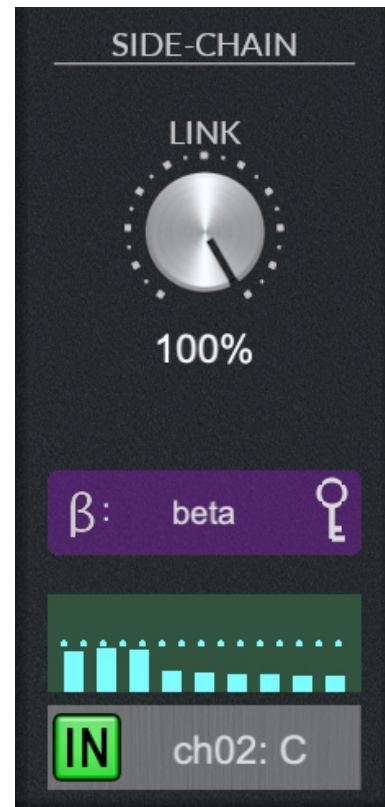 SIDE-CHAIN
LINK
100%
β: beta
IN ch02: C